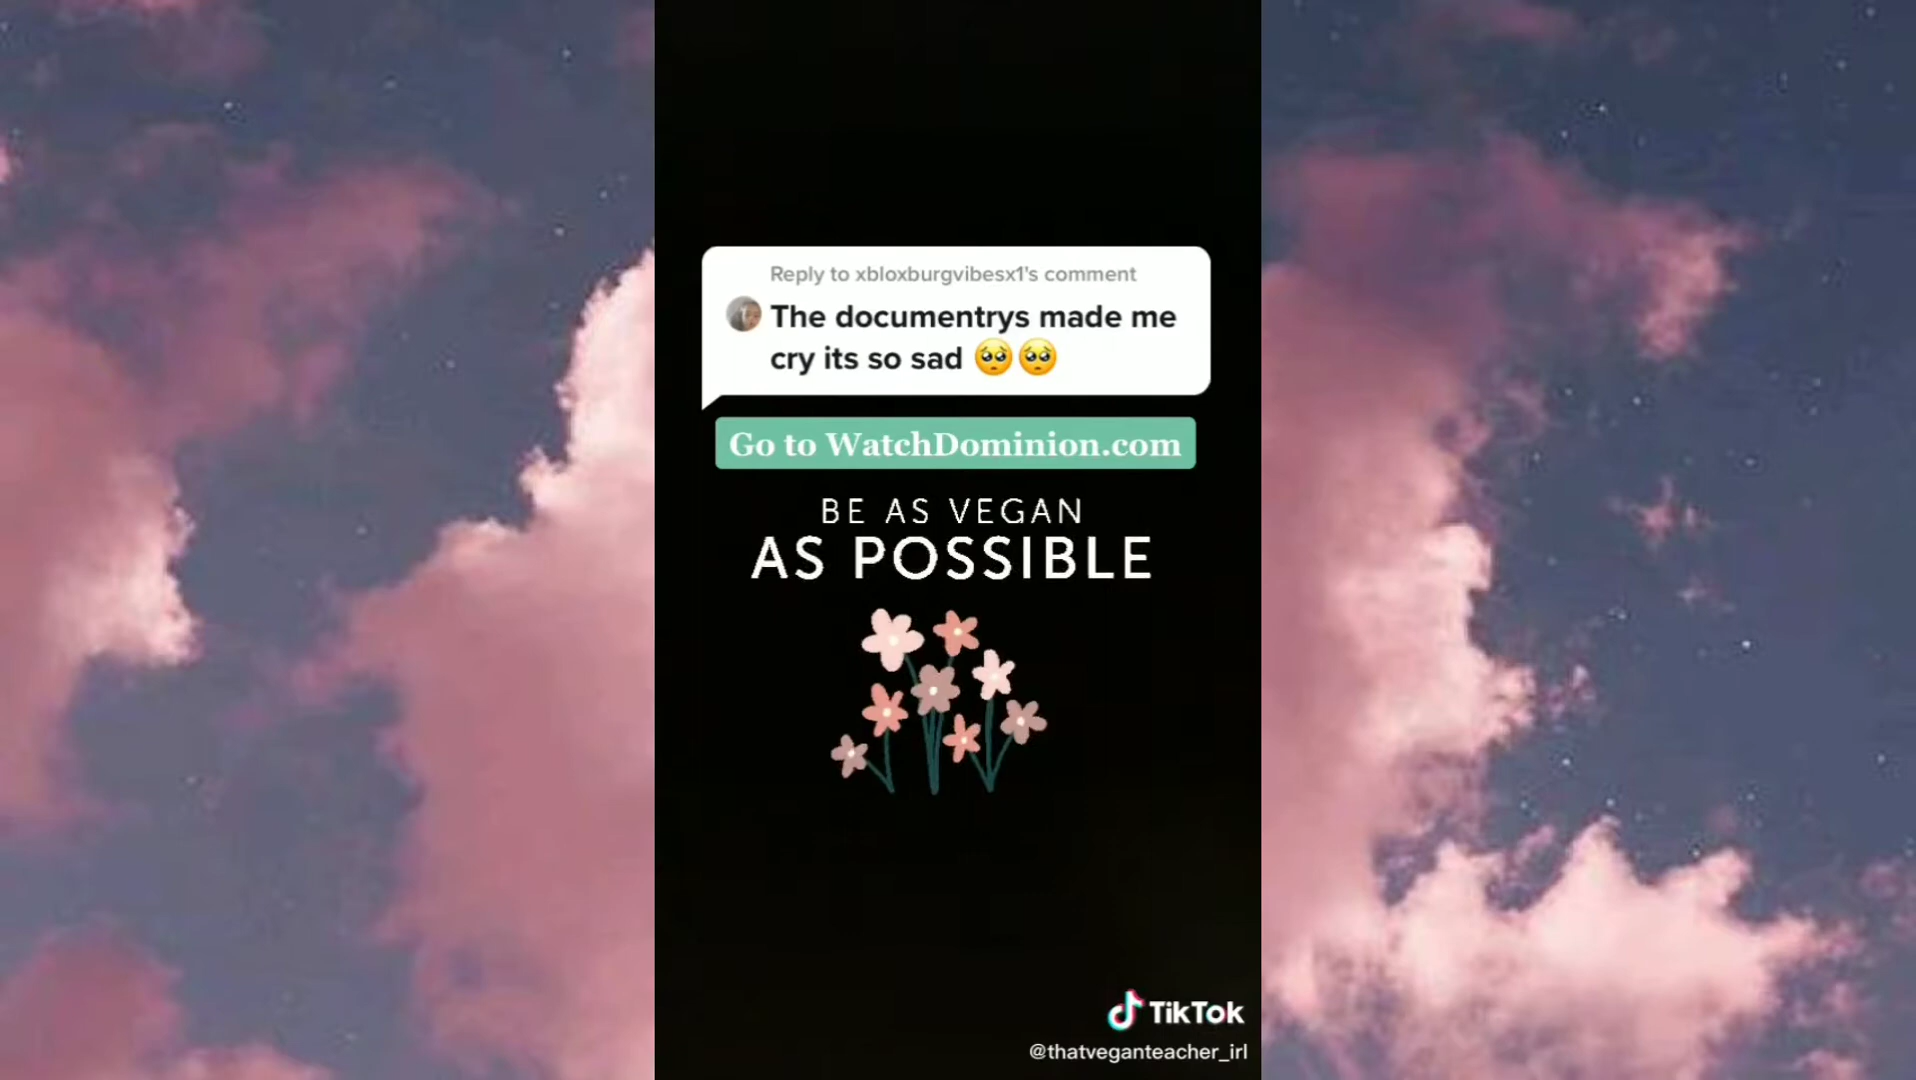 Reply to xbloxburgvibesx1's comment
The documentrys made me
cry its so sad 🥺🥺
Go to WatchDominion.com
BE AS VEGAN
AS POSSIBLE
TikTok
@thatveganteacher_irl